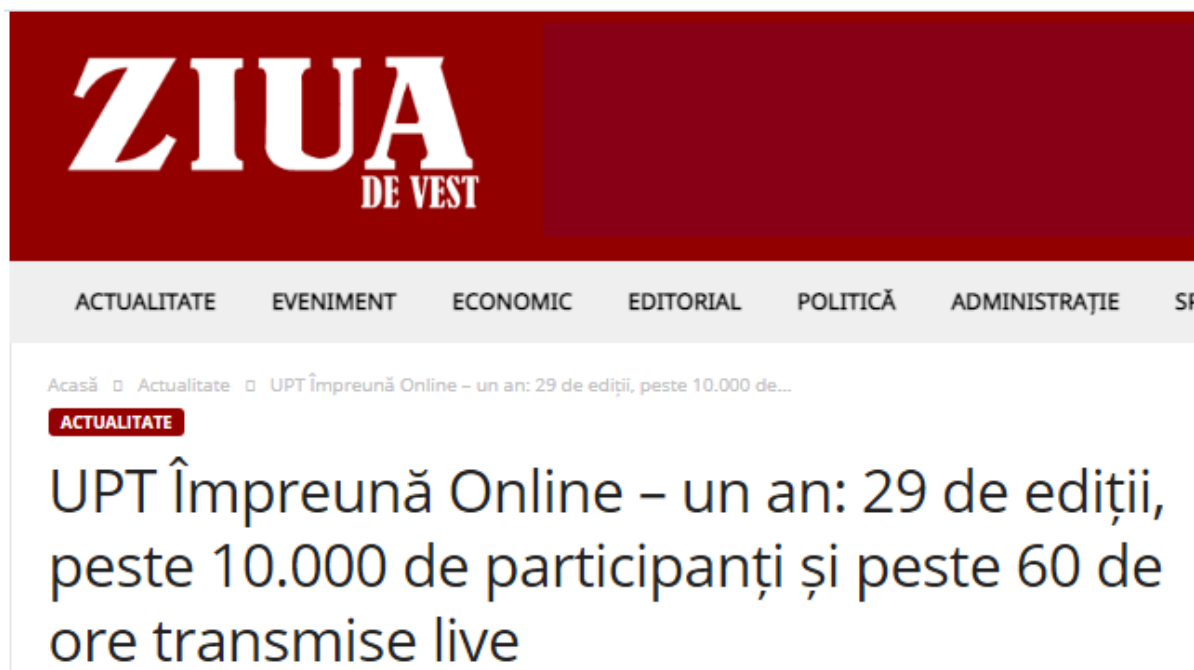 ZIUA
DE VEST
ACTUALITATE EVENIMENT ECONOMIC EDITORIAL POLITICĂ ADMINISTRAȚIE
Acasă Actualitate UPT Împreună Online – un an: 29 de ediții, peste 10.000 de...
ACTUALITATE
UPT Împreună Online – un an: 29 de ediții,
peste 10.000 de participanți și peste 60 de
ore transmise live